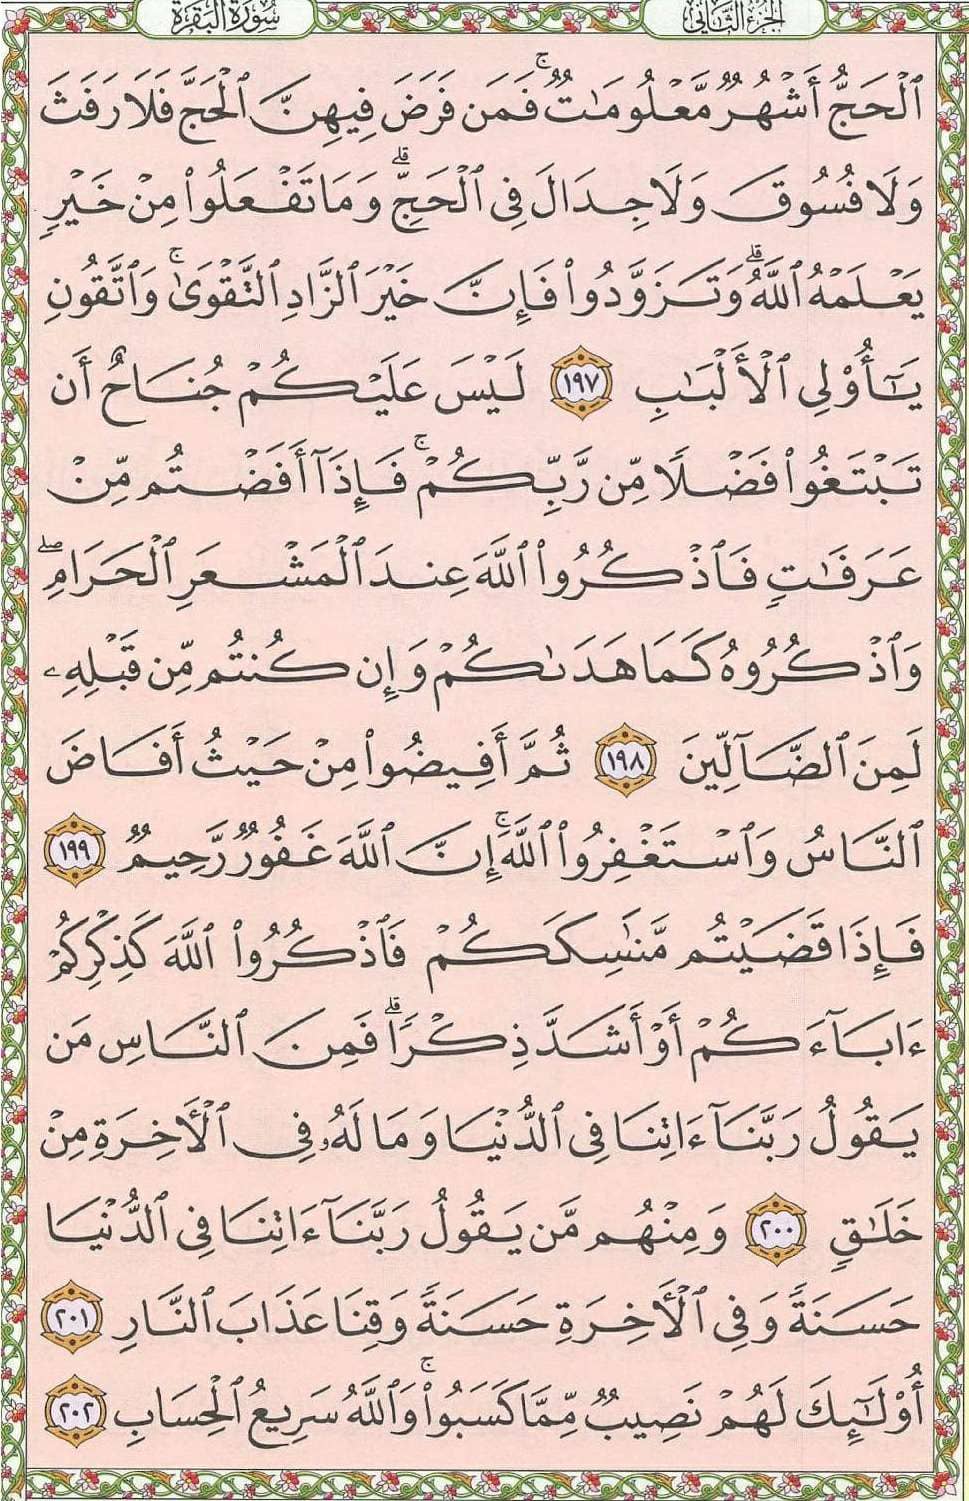 الجزء الثاني
سورة البقرة
ٱلْحَجُّ أَشْهُرٌ مَّعْلُومَٰتٌ ۚ فَمَن فَرَضَ فِيهِنَّ ٱلْحَجَّ فَلَا رَفَثَ
وَلَا فُسُوقَ وَلَا جِدَالَ فِى ٱلْحَجِّ ۗ وَمَا تَفْعَلُوا۟ مِنْ خَيْرٍ
يَعْلَمْهُ ٱللَّهُ ۗ وَتَزَوَّدُوا۟ فَإِنَّ خَيْرَ ٱلزَّادِ ٱلتَّقْوَىٰ ۚ وَٱتَّقُونِ
يَٰٓأُو۟لِى ٱلْأَلْبَٰبِ ١٩٧ لَيْسَ عَلَيْكُمْ جُنَاحٌ أَن
تَبْتَغُوا۟ فَضْلًا مِّن رَّبِّكُمْ ۚ فَإِذَآ أَفَضْتُم مِّنْ
عَرَفَٰتٍ فَٱذْكُرُوا۟ ٱللَّهَ عِندَ ٱلْمَشْعَرِ ٱلْحَرَامِ ۖ
وَٱذْكُرُوهُ كَمَا هَدَىٰكُمْ وَإِن كُنتُم مِّن قَبْلِهِۦ
لَمِنَ ٱلضَّآلِّينَ ١٩٨ ثُمَّ أَفِيضُوا۟ مِنْ حَيْثُ أَفَاضَ
ٱلنَّاسُ وَٱسْتَغْفِرُوا۟ ٱللَّهَ ۚ إِنَّ ٱللَّهَ غَفُورٌ رَّحِيمٌ ١٩٩
فَإِذَا قَضَيْتُم مَّنَٰسِكَكُمْ فَٱذْكُرُوا۟ ٱللَّهَ كَذِكْرِكُمْ
ءَابَآءَكُمْ أَوْ أَشَدَّ ذِكْرًا ۗ فَمِنَ ٱلنَّاسِ مَن
يَقُولُ رَبَّنَآ ءَاتِنَا فِى ٱلدُّنْيَا وَمَا لَهُۥ فِى ٱلْأَخِرَةِ مِنْ
خَلَٰقٍ ٢٠٠ وَمِنْهُم مَّن يَقُولُ رَبَّنَآ ءَاتِنَا فِى ٱلدُّنْيَا
حَسَنَةً وَفِى ٱلْأَخِرَةِ حَسَنَةً وَقِنَا عَذَابَ ٱلنَّارِ ٢٠١
أُو۟لَٰٓئِكَ لَهُمْ نَصِيبٌ مِّمَّا كَسَبُوا۟ ۚ وَٱللَّهُ سَرِيعُ ٱلْحِسَابِ ٢٠٢